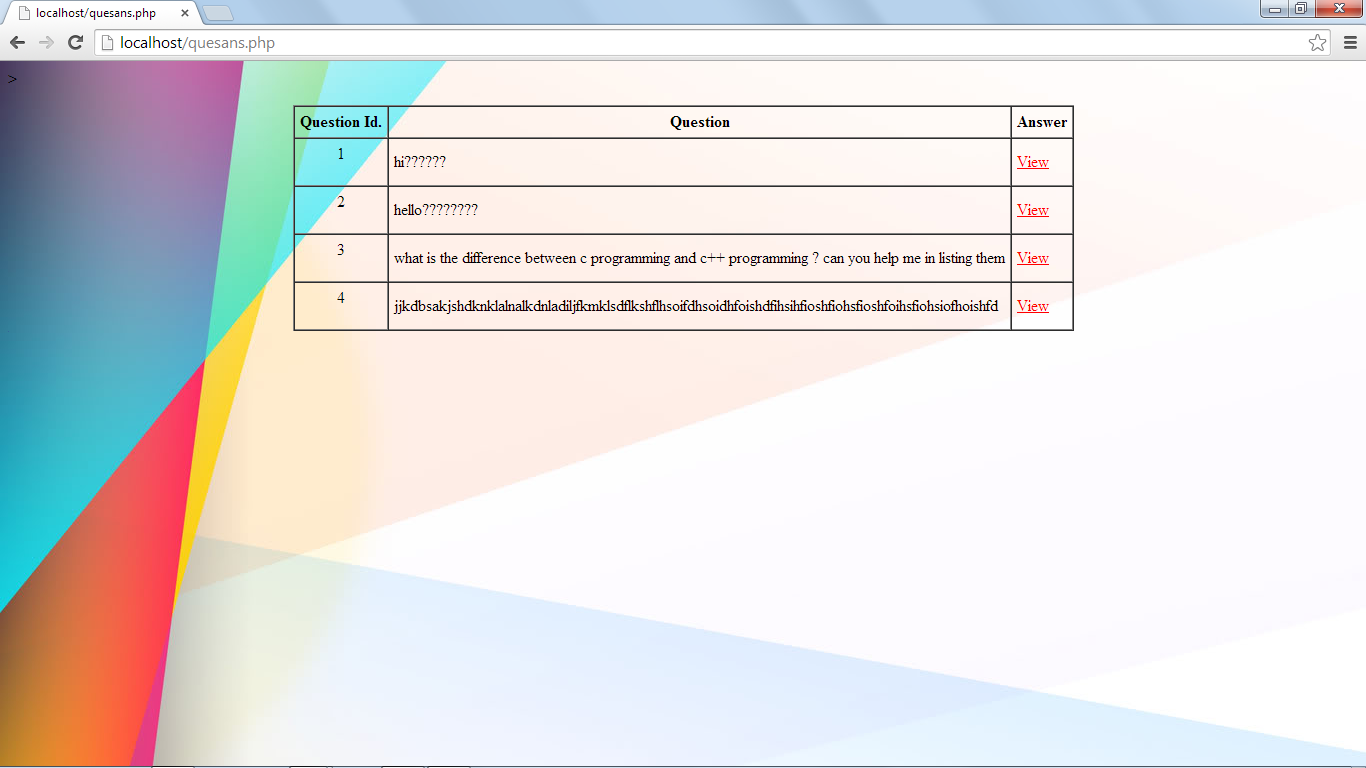 localhost/quesans.php
localhost/quesans.php
>
Question Id. Question Answer
1 hi?????? View
2 hello???????? View
3 what is the difference between c programming and c++ programming ? can you help me in listing them View
4 jjkdbsakjshdknklalnalkdnladiljfkmklsdflkshflhsoifdhsoidhfoishdfihsihfioshfiohsfioshfoihsfiohsiofhoishfd View